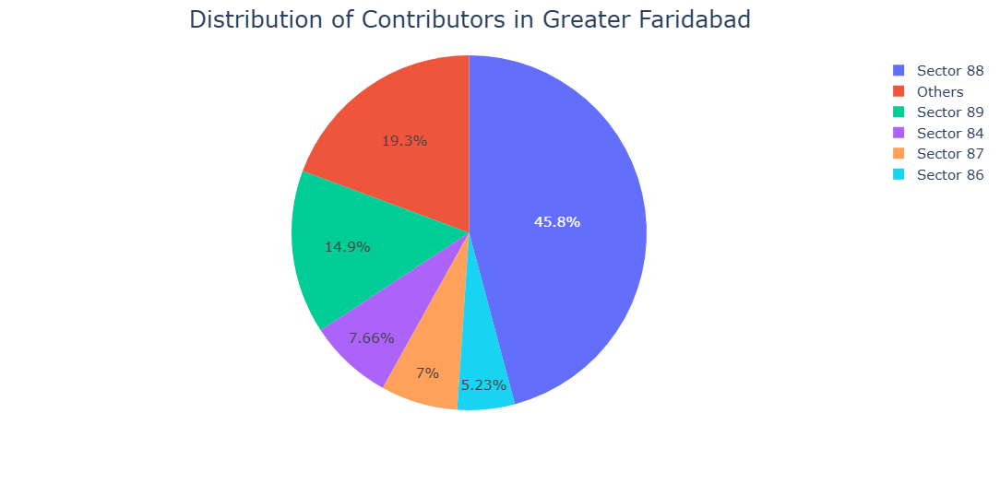 Distribution of Contributors in Greater Faridabad
Sector 88
Others
Sector 89
Sector 84
Sector 87
Sector 86
19.3%
45.8%
14.9%
7.66%
7%
5.23%